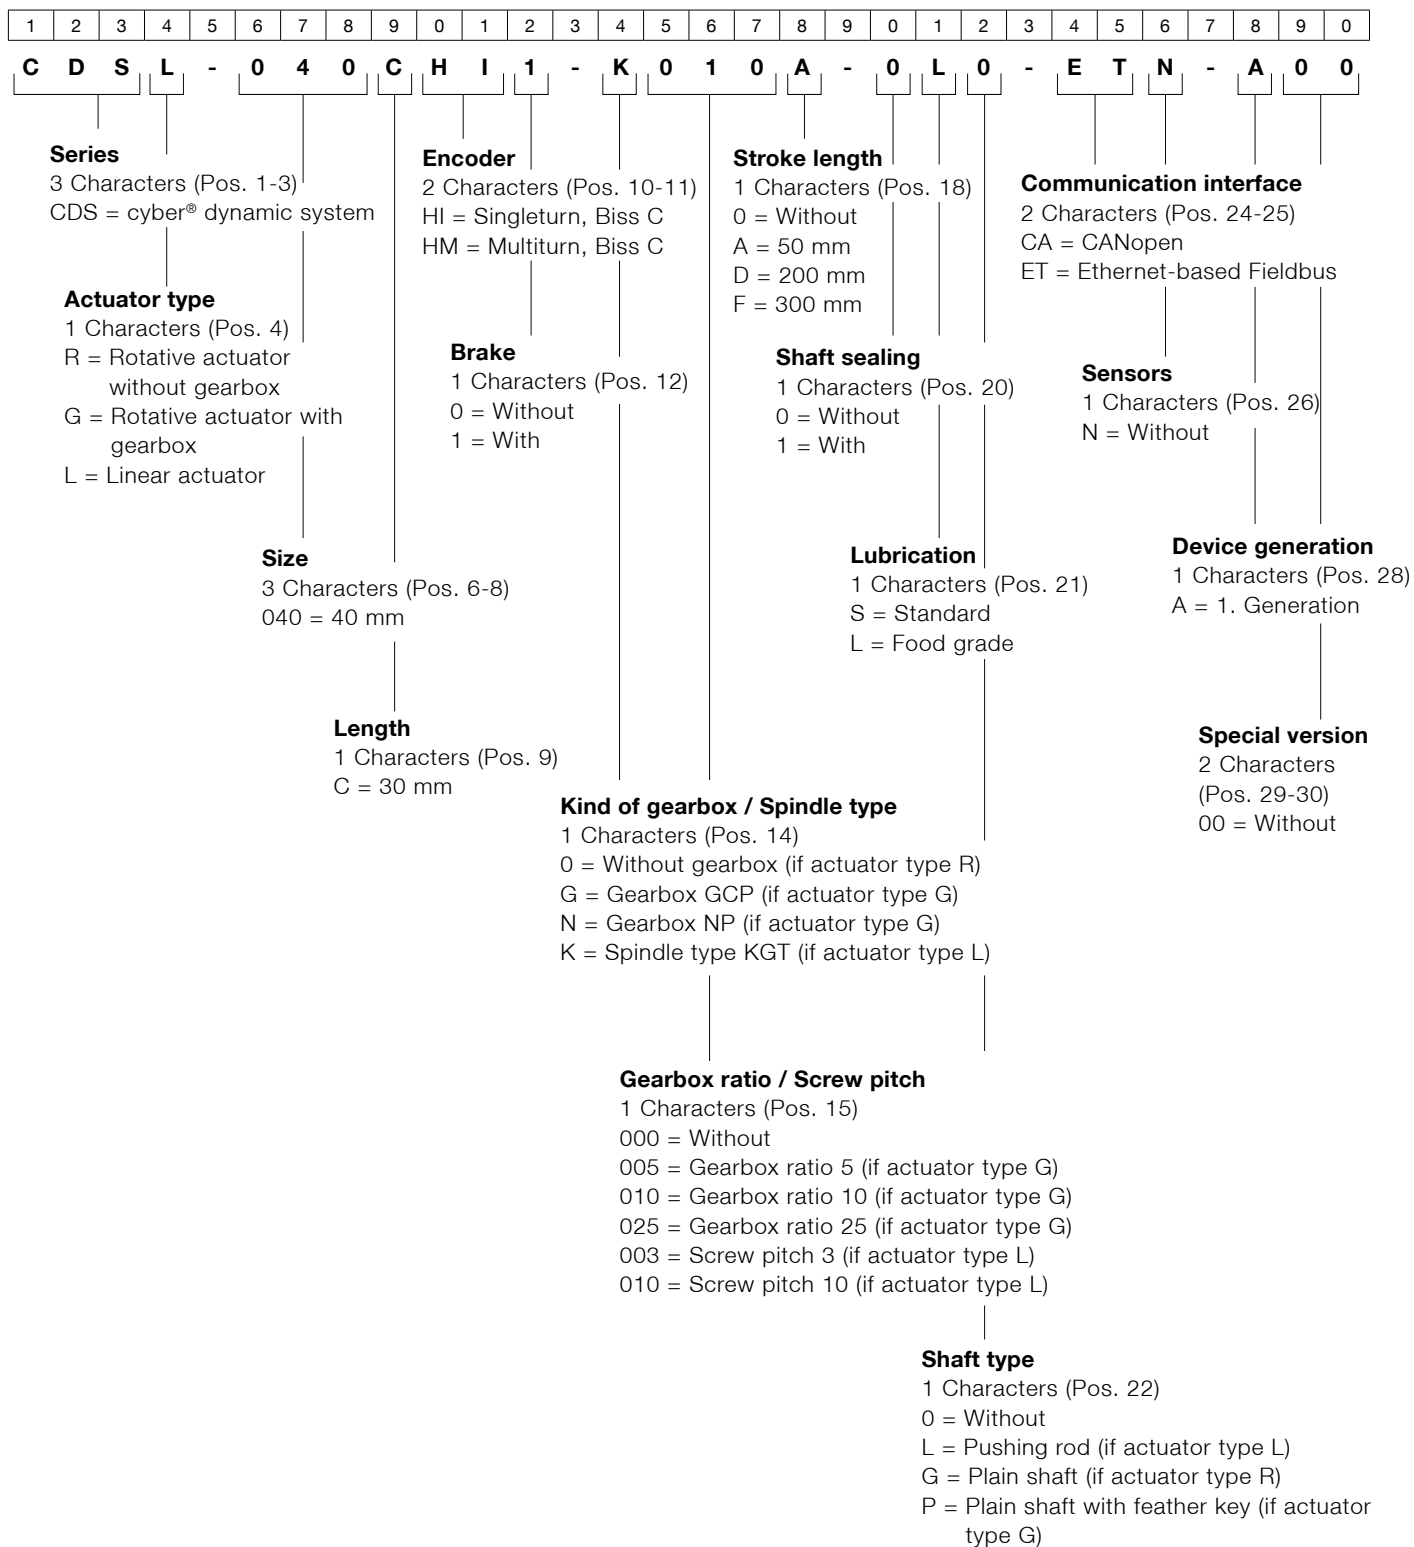 1 2 3 4 5 6 7 8 9 0 1 2 3 4 5 6 7 8 9 0 1 2 3 4 5 6 7 8 9 0
C D S L - 0 4 0 C H I 1 - K 0 1 0 A - 0 L 0 - E T N - A 0 0
Series
3 Characters (Pos. 1-3)
CDS = cyber® dynamic system
Actuator type
1 Characters (Pos. 4)
R = Rotative actuator
without gearbox
G = Rotative actuator with
gearbox
L = Linear actuator
Size
3 Characters (Pos. 6-8)
040 = 40 mm
Length
1 Characters (Pos. 9)
C = 30 mm
Encoder
2 Characters (Pos. 10-11)
HI = Singleturn, Biss C
HM = Multiturn, Biss C
Brake
1 Characters (Pos. 12)
0 = Without
1 = With
Kind of gearbox / Spindle type
1 Characters (Pos. 14)
0 = Without gearbox (if actuator type R)
G = Gearbox GCP (if actuator type G)
N = Gearbox NP (if actuator type G)
K = Spindle type KGT (if actuator type L)
Gearbox ratio / Screw pitch
1 Characters (Pos. 15)
000 = Without
005 = Gearbox ratio 5 (if actuator type G)
010 = Gearbox ratio 10 (if actuator type G)
025 = Gearbox ratio 25 (if actuator type G)
003 = Screw pitch 3 (if actuator type L)
010 = Screw pitch 10 (if actuator type L)
Stroke length
1 Characters (Pos. 18)
0 = Without
A = 50 mm
D = 200 mm
F = 300 mm
Shaft sealing
1 Characters (Pos. 20)
0 = Without
1 = With
Lubrication
1 Characters (Pos. 21)
S = Standard
L = Food grade
Shaft type
1 Characters (Pos. 22)
0 = Without
L = Pushing rod (if actuator type L)
G = Plain shaft (if actuator type R)
P = Plain shaft with feather key (if actuator
type G)
Communication interface
2 Characters (Pos. 24-25)
CA = CANopen
ET = Ethernet-based Fieldbus
Sensors
1 Characters (Pos. 26)
N = Without
Device generation
1 Characters (Pos. 28)
A = 1. Generation
Special version
2 Characters
(Pos. 29-30)
00 = Without